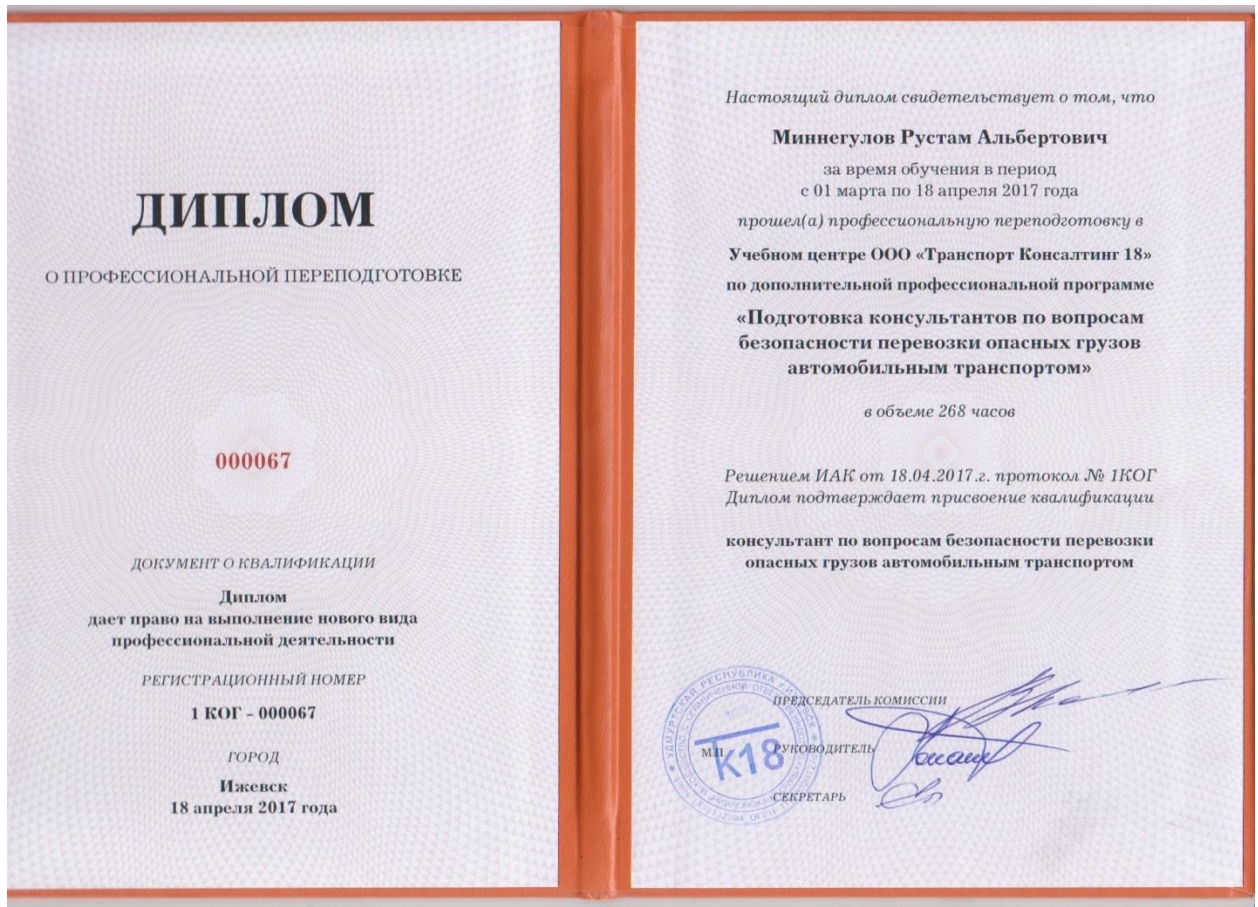 ДИПЛОМ
О ПРОФЕССИОНАЛЬНОЙ ПЕРЕПОДГОТОВКЕ
000067
ДОКУМЕНТ О КВАЛИФИКАЦИИ
Диплом
дает право на выполнение нового вида
профессиональной деятельности
РЕГИСТРАЦИОННЫЙ НОМЕР
1 КОГ - 000067
ГОРОД
Ижевск
18 апреля 2017 года
Настоящий диплом свидетельствует о том, что
Миннегулов Рустам Альбертович
за время обучения в период
с 01 марта по 18 апреля 2017 года
прошел(а) профессиональную переподготовку в
Учебном центре ООО «Транспорт Консалтинг 18»
по дополнительной профессиональной программе
«Подготовка консультантов по вопросам
безопасности перевозки опасных грузов
автомобильным транспортом»
в объеме 268 часов
Решением ИАК от 18.04.2017.г. протокол № 1КОГ
Диплом подтверждает присвоение квалификации
консультант по вопросам безопасности перевозки
опасных грузов автомобильным транспортом
УДМУРТСКАЯ РЕСПУБЛИКА г.ИЖЕВСК
К18
ПРЕДСЕДАТЕЛЬ КОМИССИИ
М.П.
РУКОВОДИТЕЛЬ
СЕКРЕТАРЬ